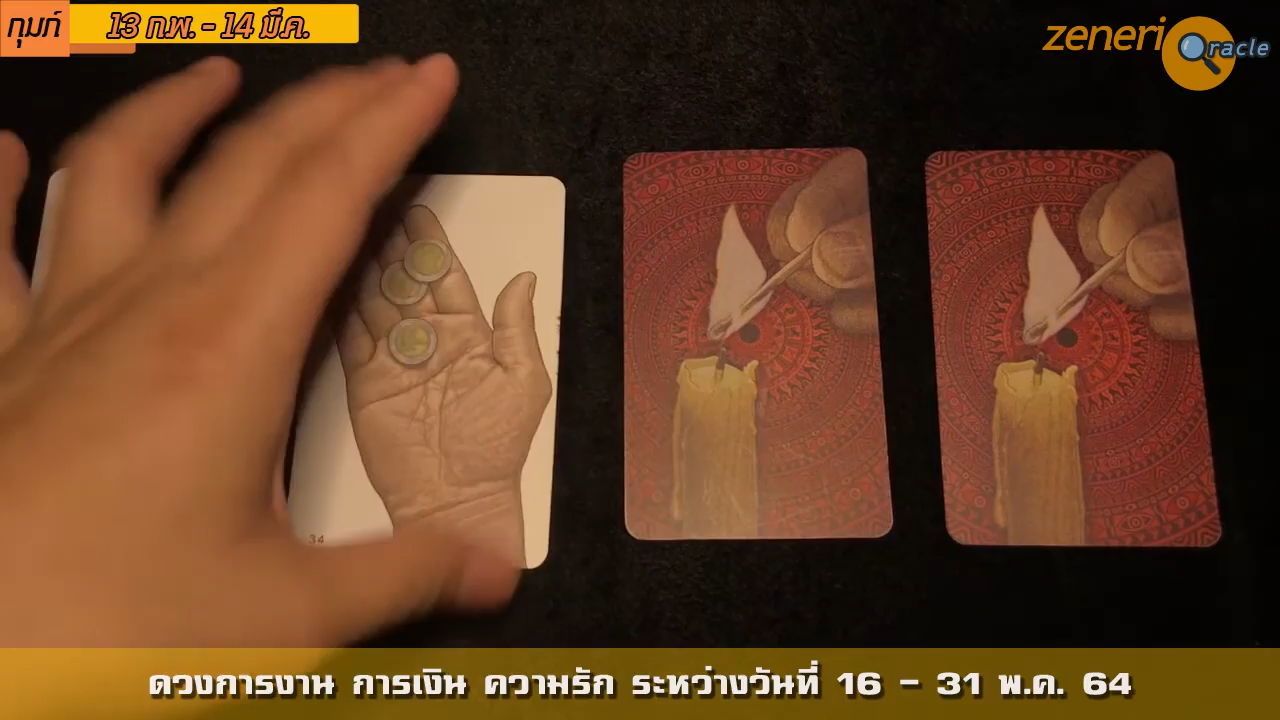 กุมภ์
13 ก.พ. - 14 มี.ค.
zeneri Oracle
34
ดวงการงาน การเงิน ความรัก ระหว่างวันที่ 16 - 31 พ.ค. 64